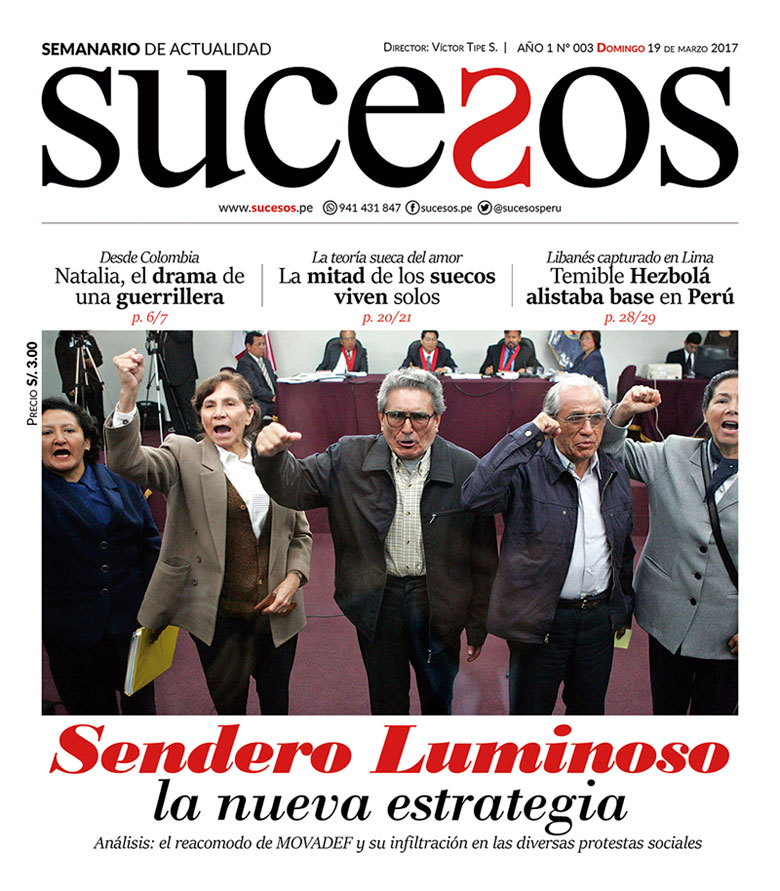 SEMANARIO DE ACTUALIDAD
DIRECTOR: VÍCTOR TIPE S. | AÑO 1 Nº 003 DOMINGO 19 DE MARZO 2017
sucesos
www.sucesos.pe 941 431 847 sucesos.pe @sucesosperu
Desde Colombia
Natalia, el drama de
una guerrillera
p. 6/7
La teoría sueca del amor
La mitad de los suecos
viven solos
p. 20/21
Libanés capturado en Lima
Temible Hezbolá
alistaba base en Perú
p. 28/29
PRECIO S/. 3.00
Sendero Luminoso
la nueva estrategia
Análisis: el reacomodo de MOVADEF y su infiltración en las diversas protestas sociales